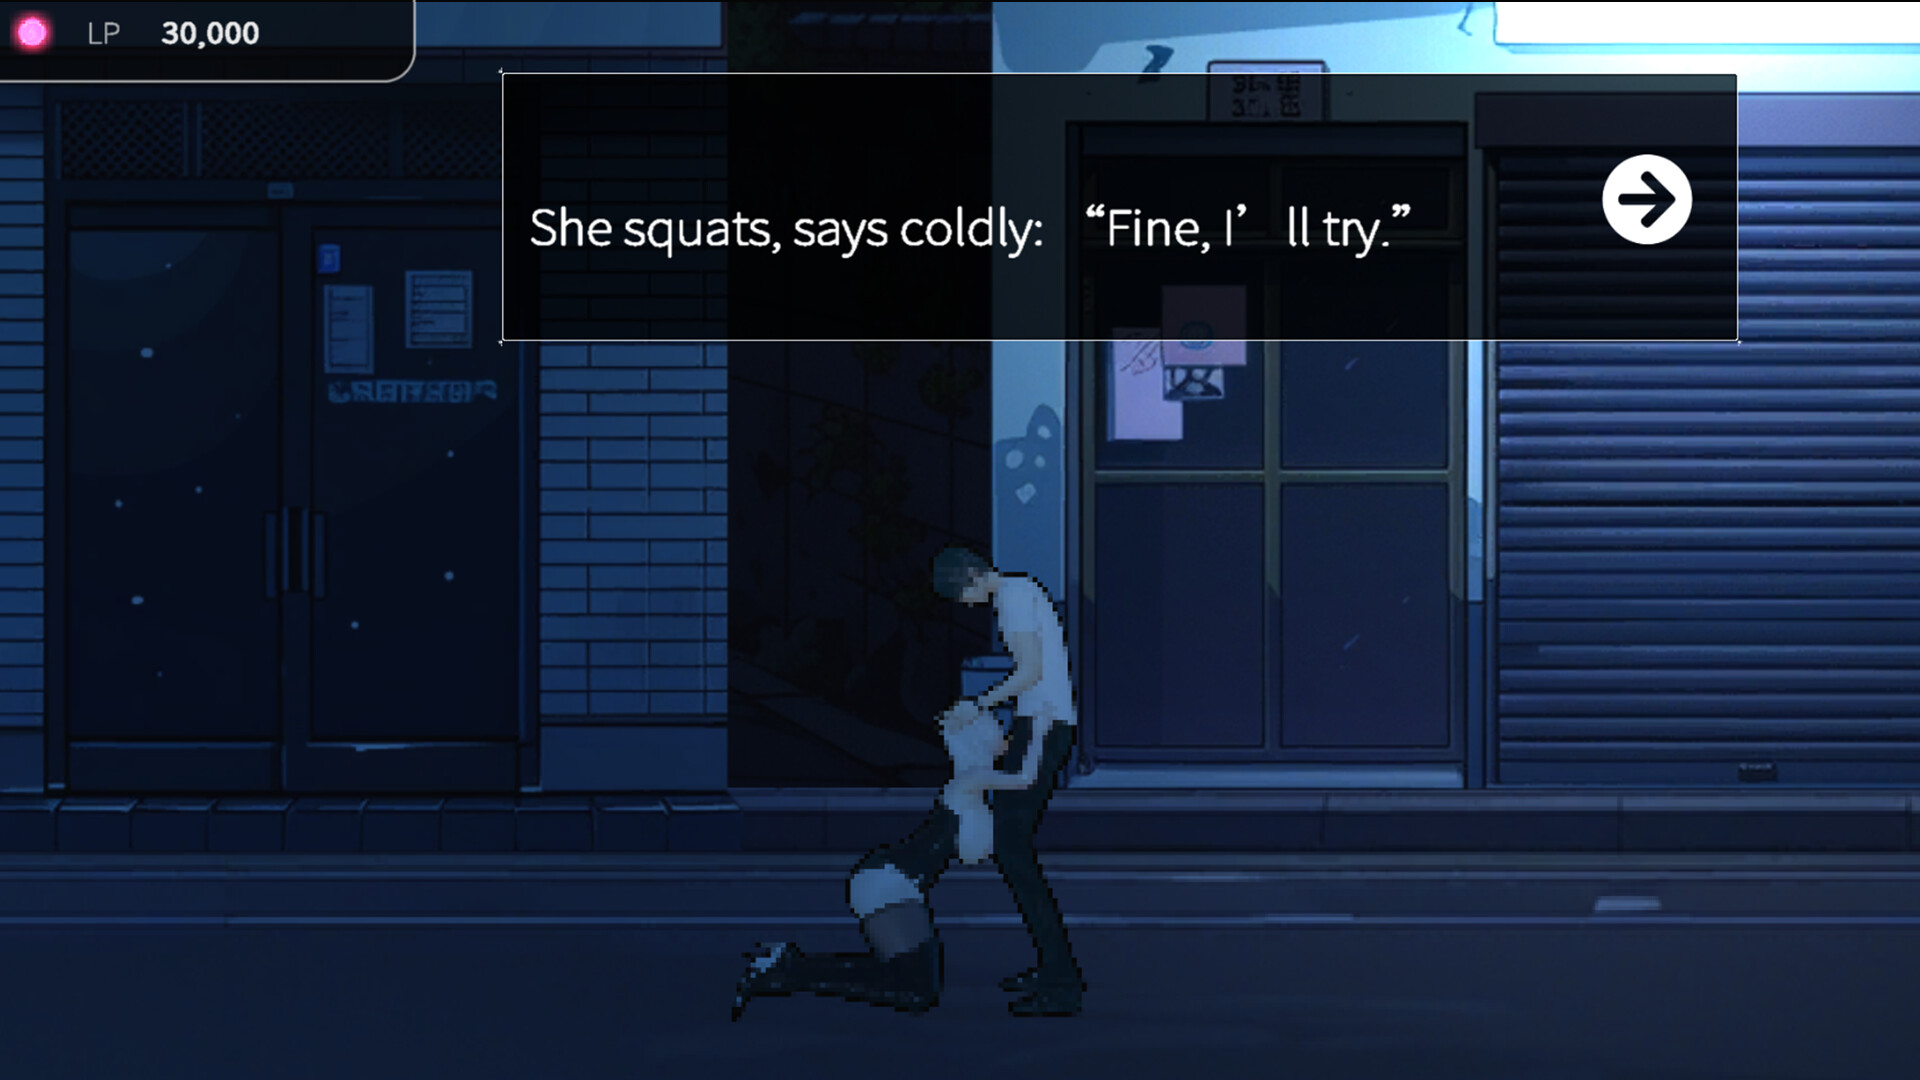 LP 30,000
She squats, says coldly: “Fine, I’ ll try.”